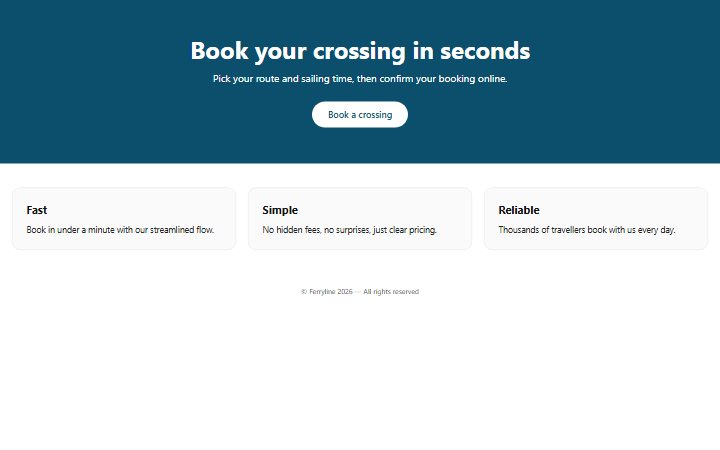 Book your crossing in seconds
Pick your route and sailing time, then confirm your booking online.
Book a crossing
Fast
Book in under a minute with our streamlined flow.
Simple
No hidden fees, no surprises, just clear pricing.
Reliable
Thousands of travellers book with us every day.
© Ferryline 2026 — All rights reserved